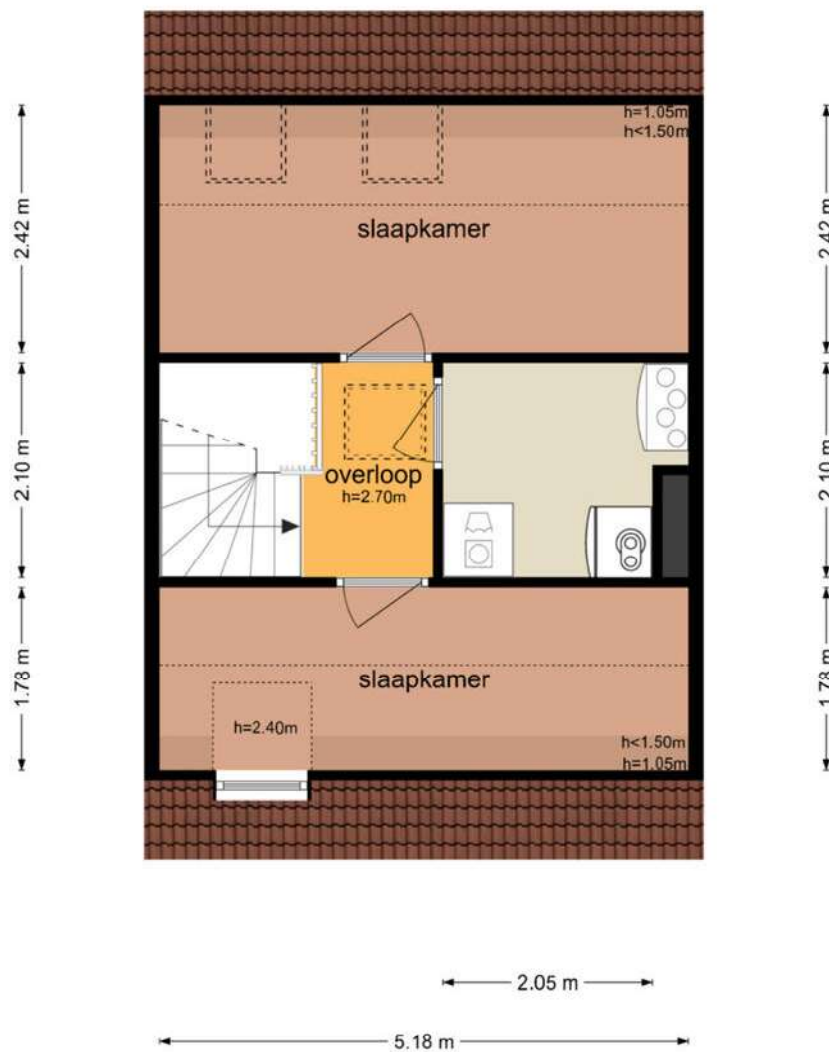 h=1.05m
h<1.50m
2.42 m
2.42 m
slaapkamer
2.10 m
2.10 m
overloop
h=2.70m
1.78 m
1.78 m
slaapkamer
h=2.40m
h<1.50m
h=1.05m
2.05 m
5.18 m